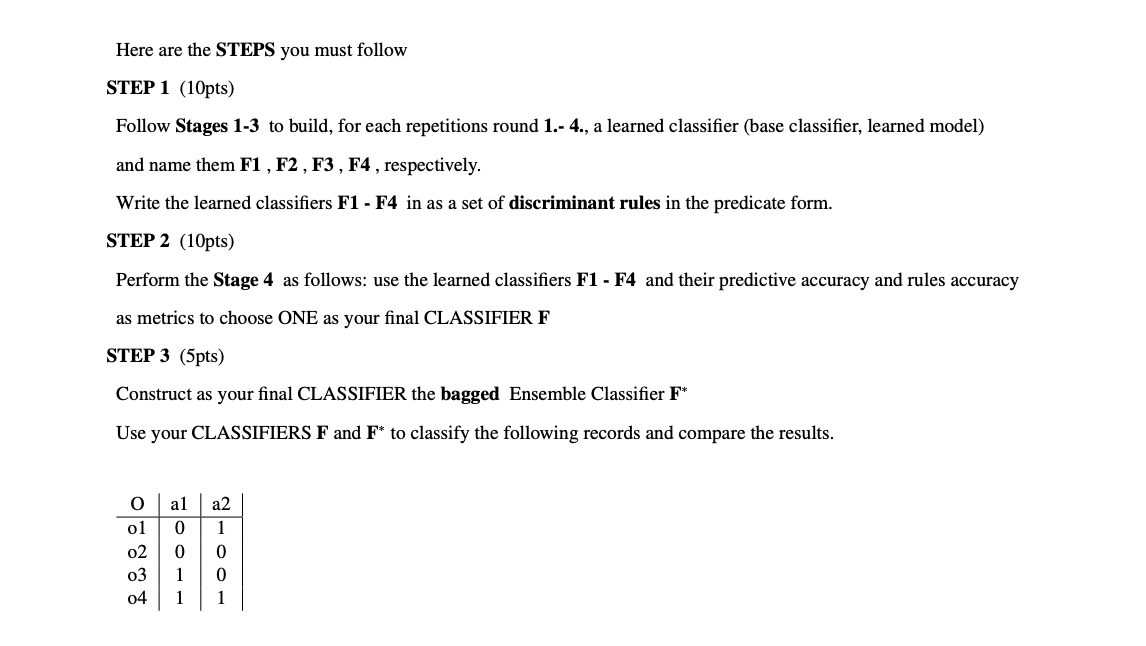 Here are the STEPS you must follow
STEP 1 (10pts)
Follow Stages 1-3 to build, for each repetitions round 1.- 4., a learned classifier (base classifier, learned model)
and name them F1 , F2 , F3 , F4 , respectively.
Write the learned classifiers F1 - F4 in as a set of discriminant rules in the predicate form.
STEP 2 (10pts)
Perform the Stage 4 as follows: use the learned classifiers F1 - F4 and their predictive accuracy and rules accuracy
as metrics to choose ONE as your final CLASSIFIER F
STEP 3 (5pts)
Construct as your final CLASSIFIER the bagged Ensemble Classifier F*
Use your CLASSIFIERS F and F* to classify the following records and compare the results.
O a1 a2
o1 0 1
o2 0 0
o3 1 0
o4 1 1